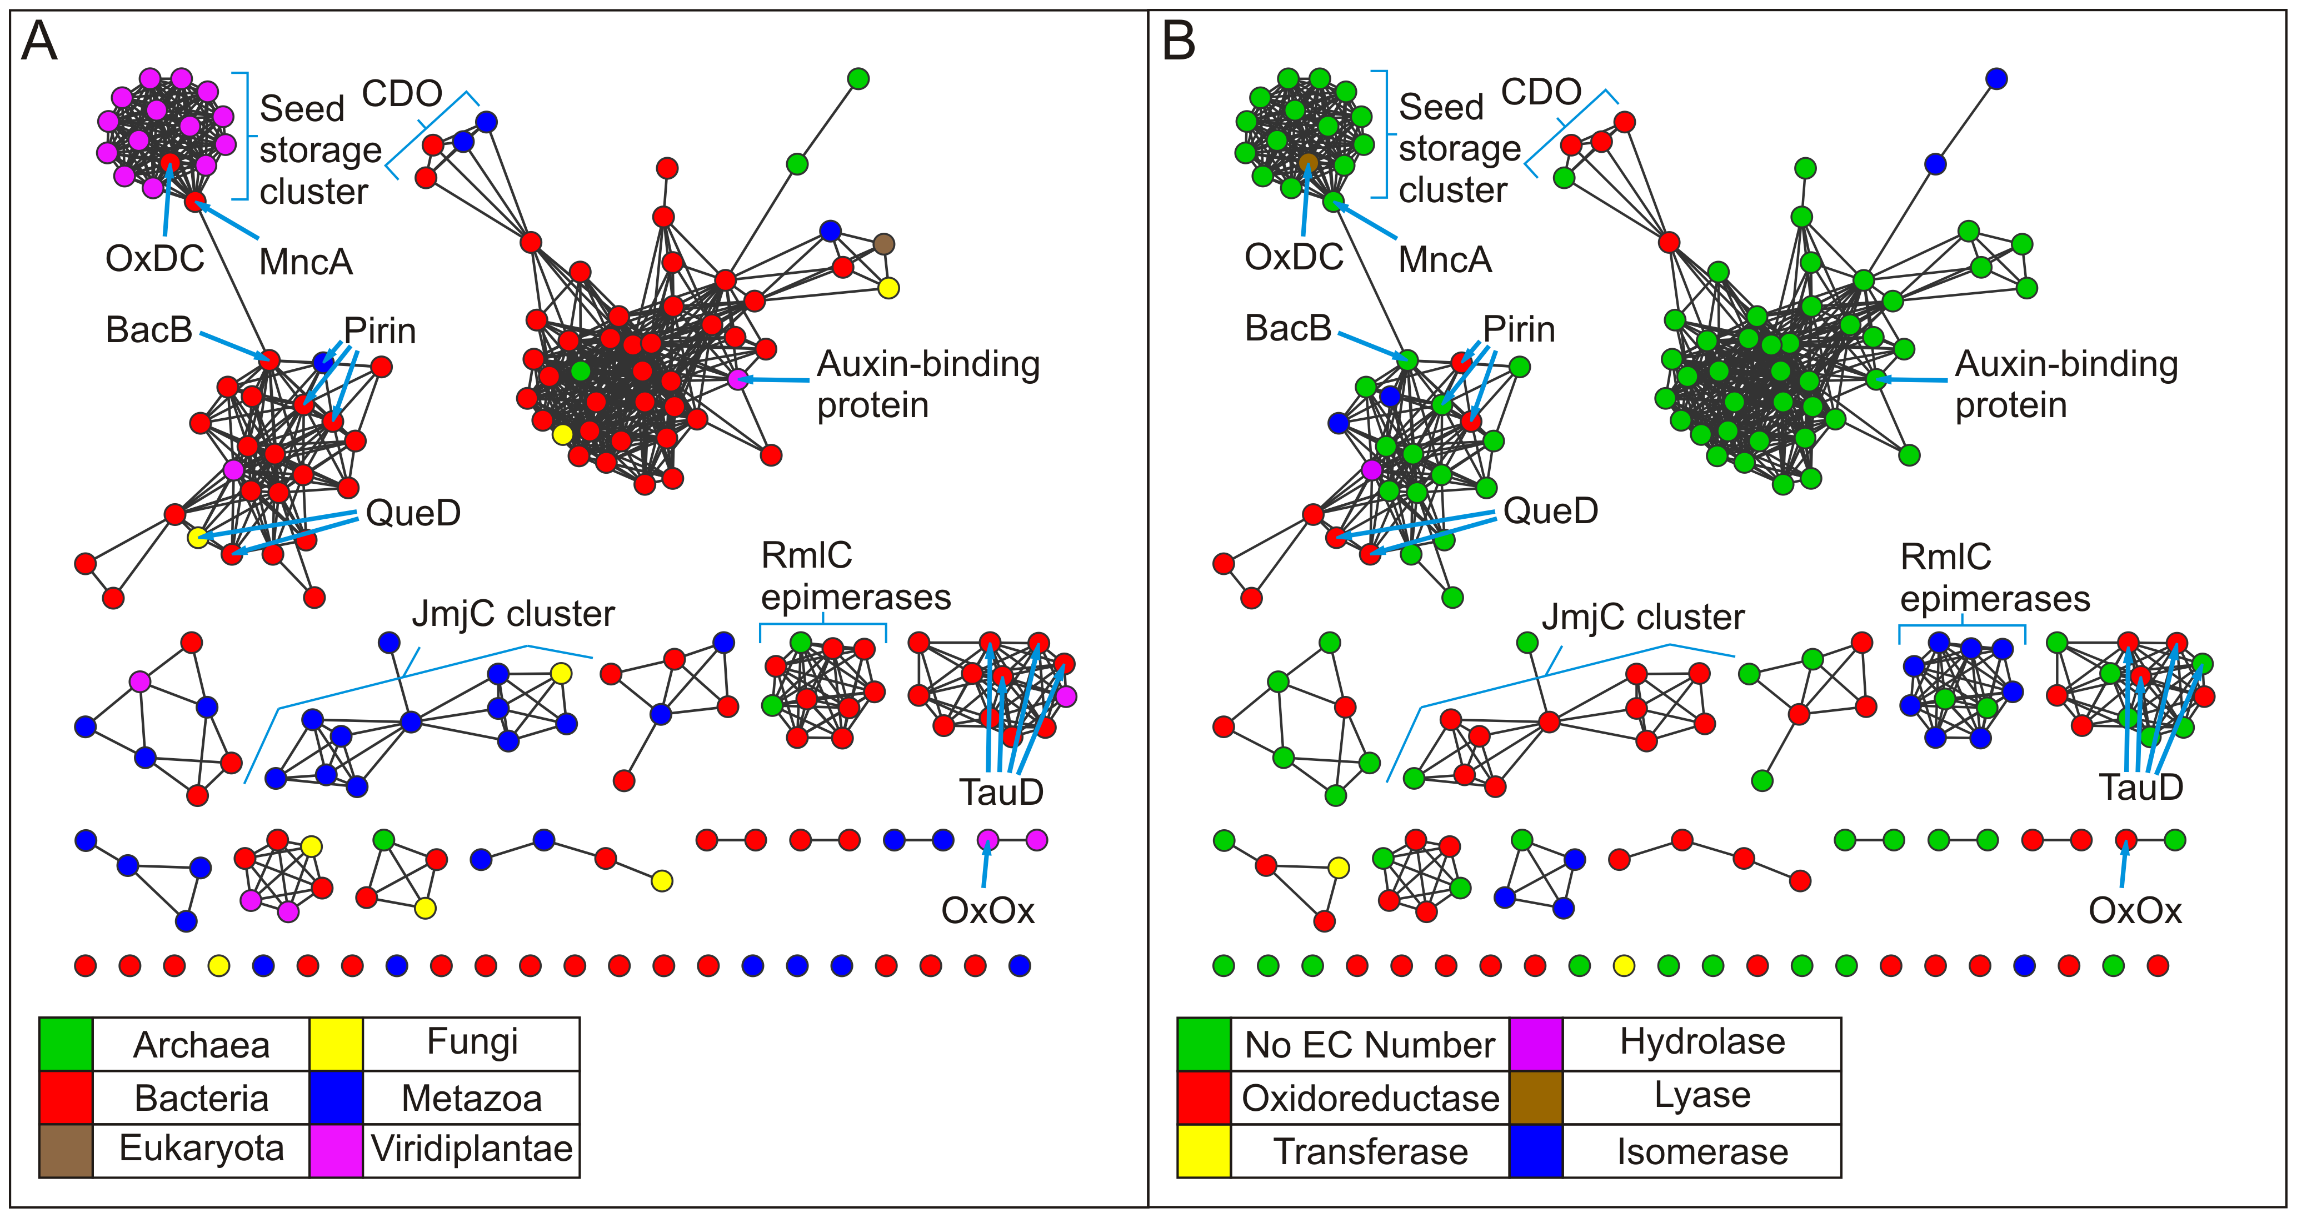 A
CDO
Seed
storage
cluster
OxDC
MncA
BacB
Pirin
Auxin-binding
protein
QueD
RmlC
epimerases
JmjC cluster
TauD
OxOx
Archaea
Fungi
Bacteria
Metazoa
Eukaryota
Viridiplantae
B
CDO
Seed
storage
cluster
OxDC
MncA
BacB
Pirin
Auxin-binding
protein
QueD
RmlC
epimerases
JmjC cluster
TauD
OxOx
No EC Number
Hydrolase
Oxidoreductase
Lyase
Transferase
Isomerase